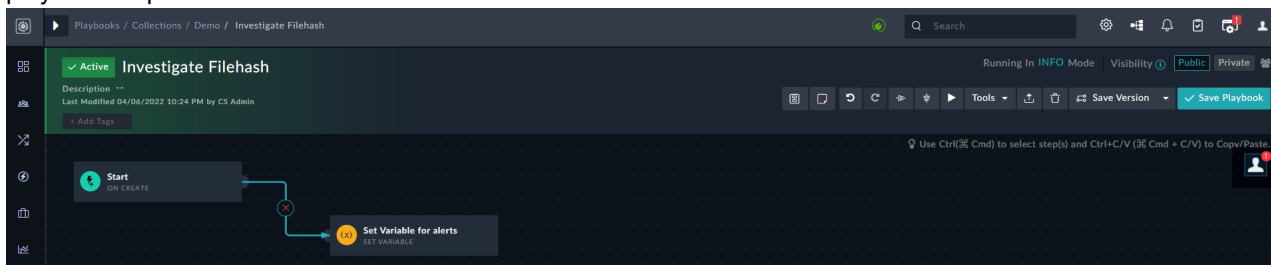 Playbooks / Collections / Demo / Investigate Filehash
Search
Active Investigate Filehash
Running In INFO Mode Visibility Public Private
Description --
Last Modified 04/06/2022 10:24 PM by CS Admin
+ Add Tags
Tools
Save Version
Save Playbook
Use Ctrl(⌘ Cmd) to select step(s) and Ctrl+C/V (⌘ Cmd + C/V) to Copy/Paste.
Start
ON CREATE
(x) Set Variable for alerts
SET VARIABLE